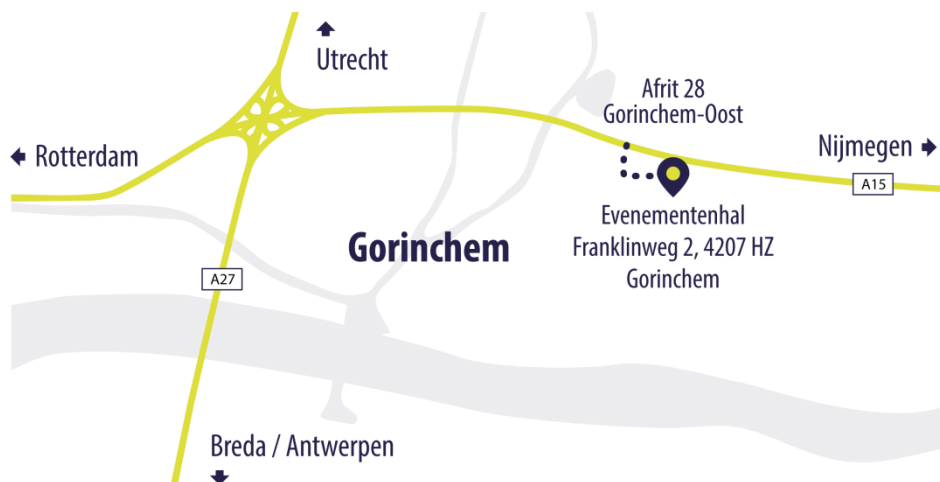 Utrecht
Afrit 28
Gorinchem-Oost
Rotterdam
Nijmegen
A15
Evenementenhal
Franklinweg 2, 4207 HZ
Gorinchem
Gorinchem
A27
Breda / Antwerpen